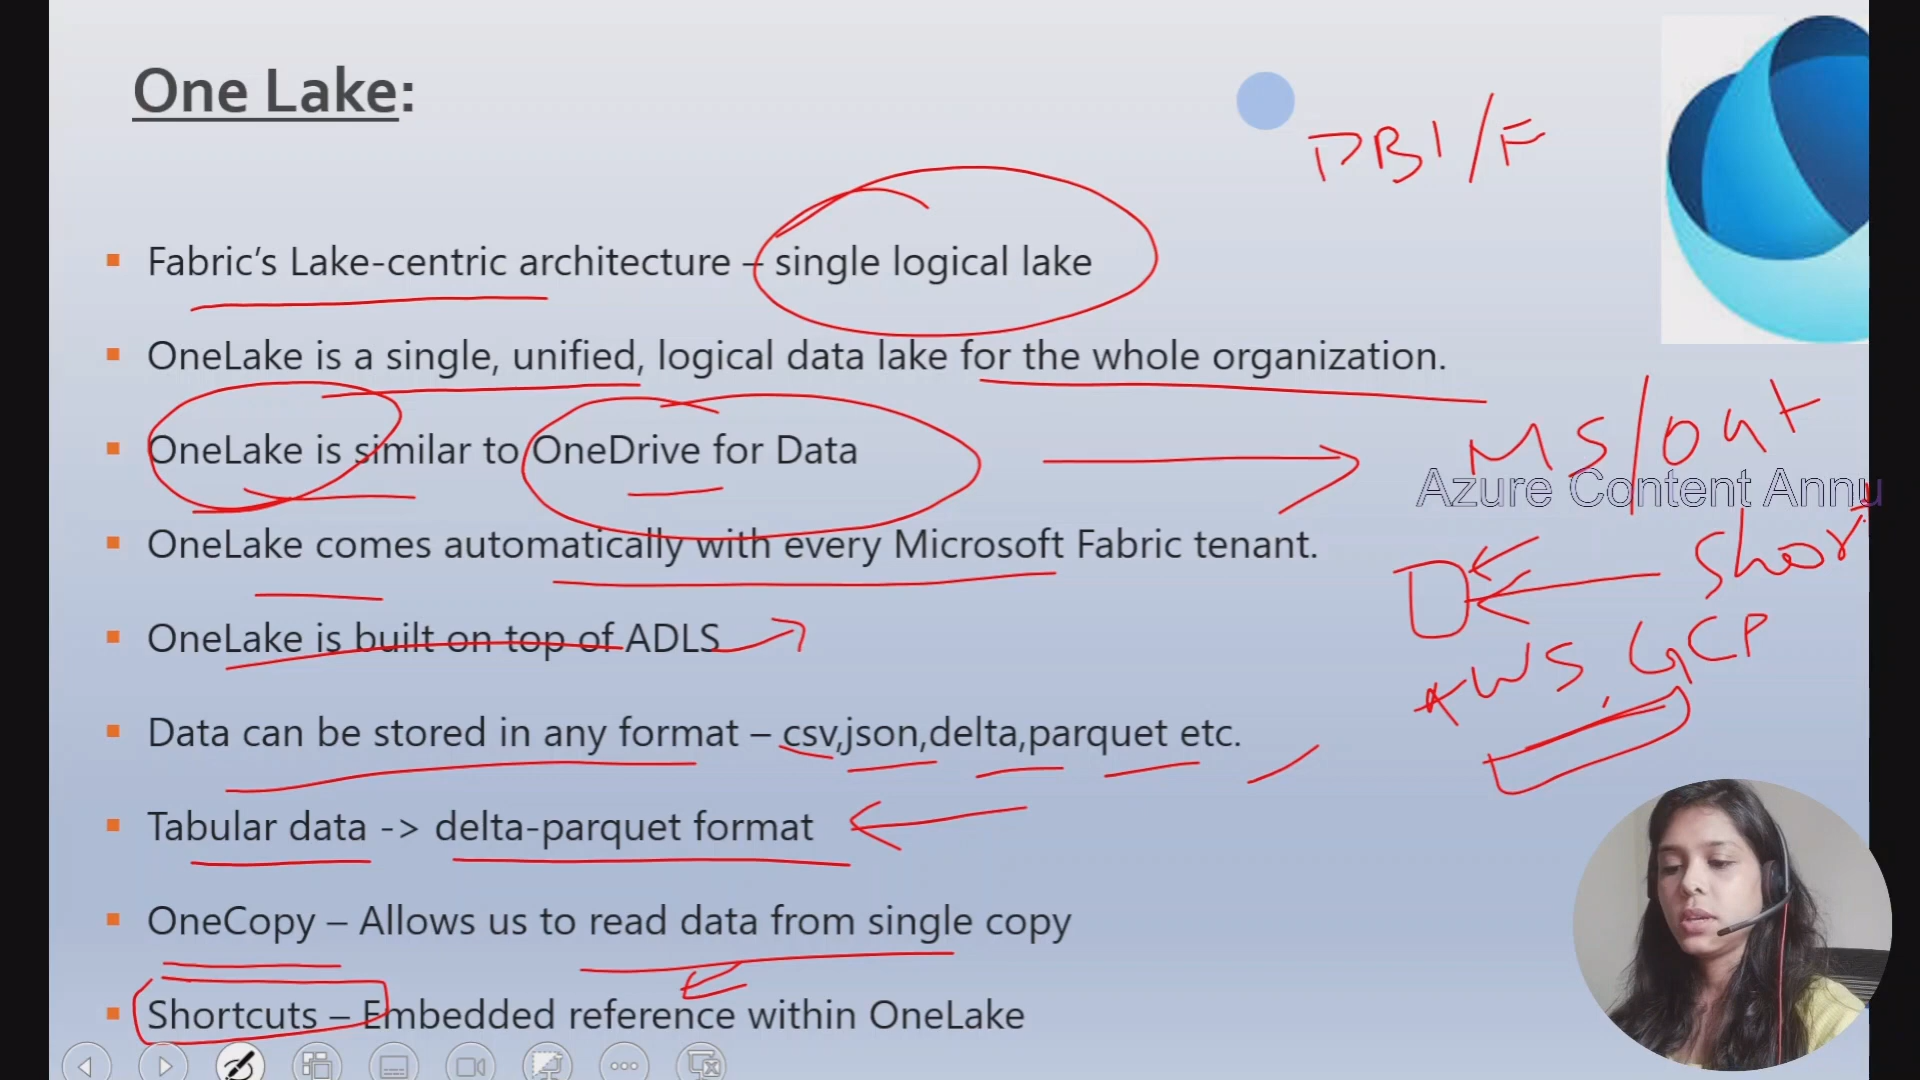 One Lake:
PBI/F
Fabric's Lake-centric architecture – single logical lake
OneLake is a single, unified, logical data lake for the whole organization.
OneLake is similar to OneDrive for Data
MS/Out
Azure Content Annu
OneLake comes automatically with every Microsoft Fabric tenant.
Short
OneLake is built on top of ADLS
AWS, GCP
Data can be stored in any format – csv,json,delta,parquet etc.
Tabular data -> delta-parquet format
OneCopy – Allows us to read data from single copy
Shortcuts – Embedded reference within OneLake